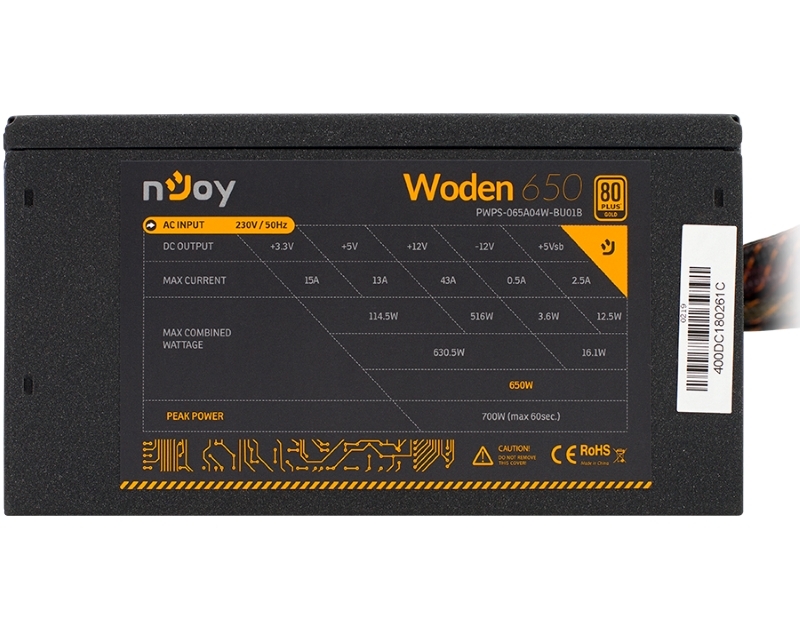 nJoy
Woden 650
80
PLUS
GOLD
PWPS-065A04W-BU01B
AC INPUT 230V / 50Hz
DC OUTPUT +3.3V +5V +12V -12V +5Vsb
MAX CURRENT 15A 13A 43A 0.5A 2.5A
114.5W 516W 3.6W 12.5W
MAX COMBINED
WATTAGE
630.5W 16.1W
650W
PEAK POWER 700W (max 60sec.)
CAUTION!
DO NOT REMOVE
THIS COVER!
CE RoHS
Made in China
0219
400DC180261C